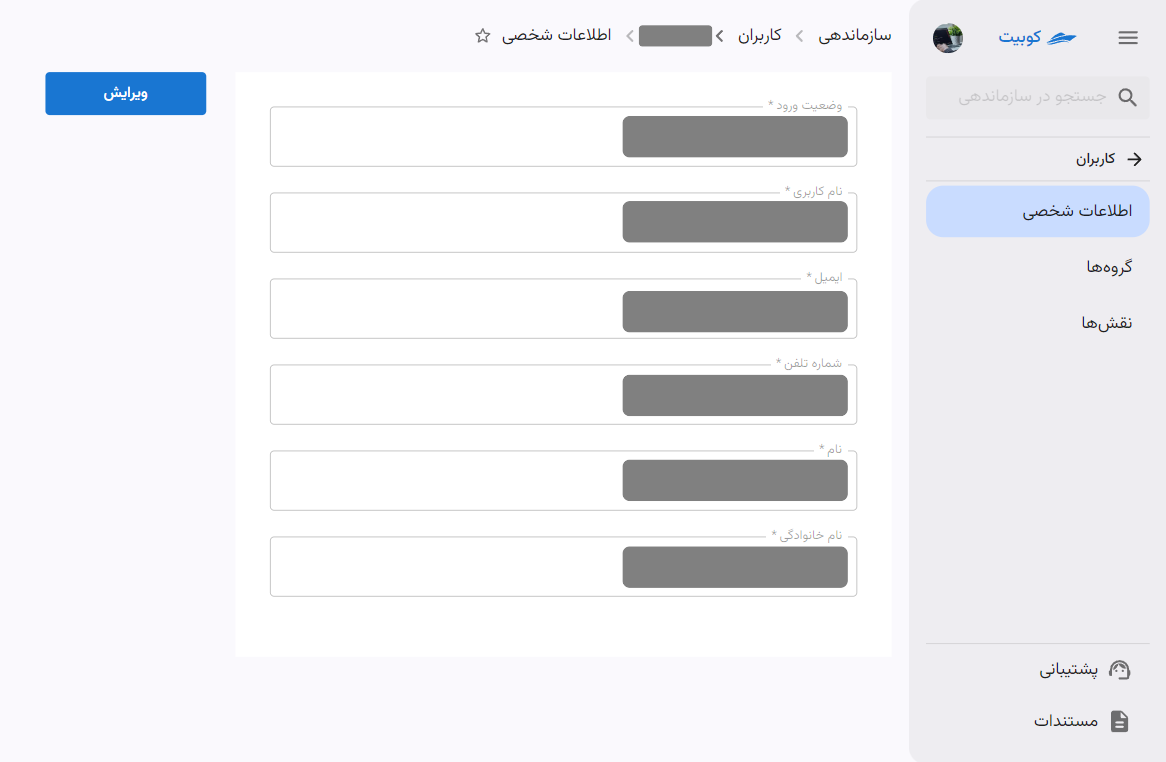 کوبیت
جستجو در سازماندهی
کاربران
اطلاعات شخصی
گروه‌ها
نقش‌ها
پشتیبانی
مستندات
سازماندهی
کاربران
اطلاعات شخصی
ویرایش
وضعیت ورود *
نام کاربری *
ایمیل *
شماره تلفن *
نام *
نام خانوادگی *